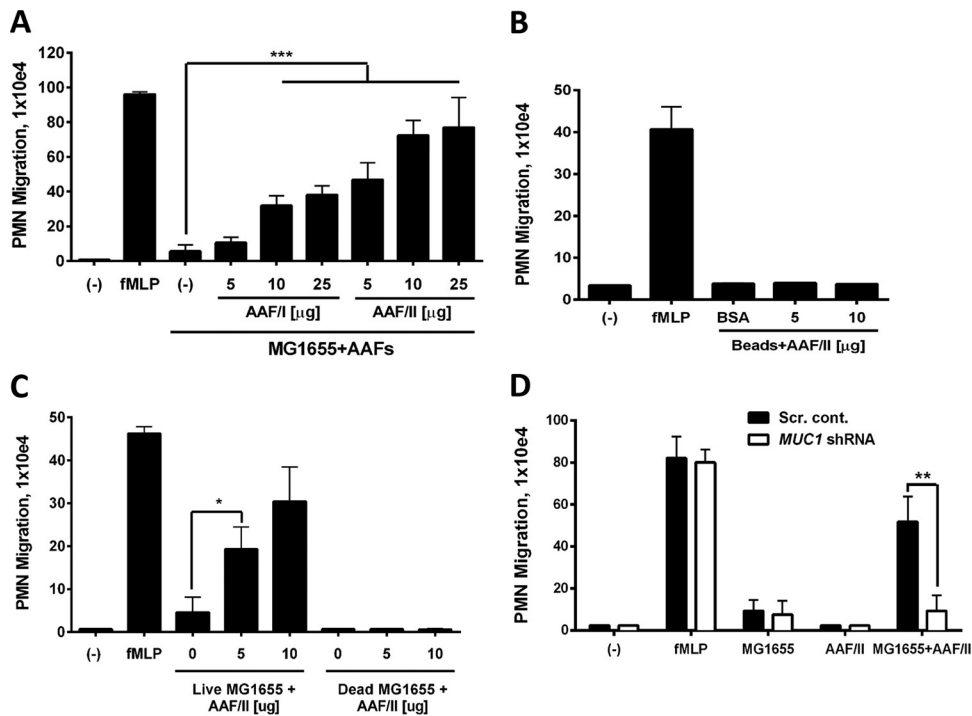 A
PMN Migration, 1x10e4
120
100
80
60
40
20
0
***
(-) fMLP (-) 5 10 25 5 10 25
AAF/I [µg] AAF/II [µg]
MG1655+AAFs
B
PMN Migration, 1x10e4
50
40
30
20
10
0
(-) fMLP BSA 5 10
Beads+AAF/II [µg]
C
PMN Migration, 1x10e4
50
40
30
20
10
0
*
(-) fMLP 0 5 10 0 5 10
Live MG1655 + Dead MG1655 +
AAF/II [ug] AAF/II [ug]
D
PMN Migration, 1x10e4
100
80
60
40
20
0
Scr. cont.
MUC1 shRNA
**
(-) fMLP MG1655 AAF/II MG1655+AAF/II